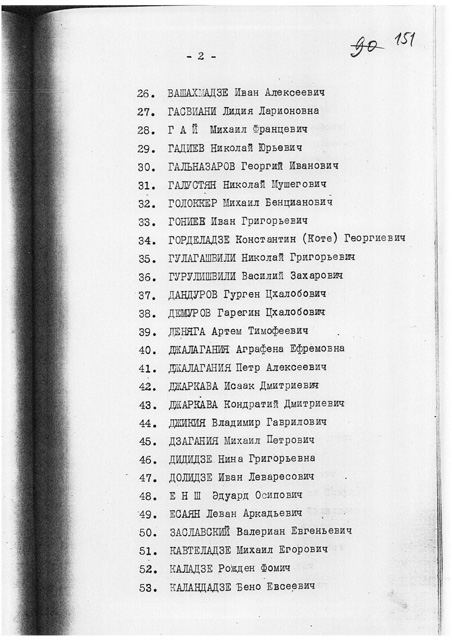 - 2 -
90 151
26. ВАШАХМАДЗЕ Иван Алексеевич
27. ГАСВИАНИ Лидия Ларионовна
28. Г А Й Михаил Францевич
29. ГАДИЕВ Николай Юрьевич
30. ГАЛЬНАЗАРОВ Георгий Иванович
31. ГАЛУСТЯН Николай Мушегович
32. ГОЛОКНЕР Михаил Бенцианович
33. ГОНИЕВ Иван Григорьевич
34. ГОРДЕЛАДЗЕ Константин (Коте) Георгиевич
35. ГУЛАГАШВИЛИ Николай Григорьевич
36. ГУРУЛИШВИЛИ Василий Захарович
37. ДАНДУРОВ Гурген Цхалобович
38. ДЕМУРОВ Гарегин Цхалобович
39. ДЕНЯГА Артем Тимофеевич
40. ДЖАЛАГАНИЯ Аграфена Ефремовна
41. ДЖАЛАГАНИЯ Петр Алексеевич
42. ДЖАРКАВА Исаак Дмитриевич
43. ДЖАРКАВА Кондратий Дмитриевич
44. ДЖИКИЯ Владимир Гаврилович
45. ДЗАГАНИЯ Михаил Петрович
46. ДИДИДЗЕ Нина Григорьевна
47. ДОЛИДЗЕ Иван Леваресович
48. Е Н Ш Эдуард Осипович
49. ЕСАЯН Леван Аркадьевич
50. ЗАСЛАВСКИЙ Валериан Евгеньевич
51. КАВТЕЛАДЗЕ Михаил Егорович
52. КАЛАДЗЕ Рожден Фомич
53. КАЛАНДАДЗЕ Бено Евсеевич